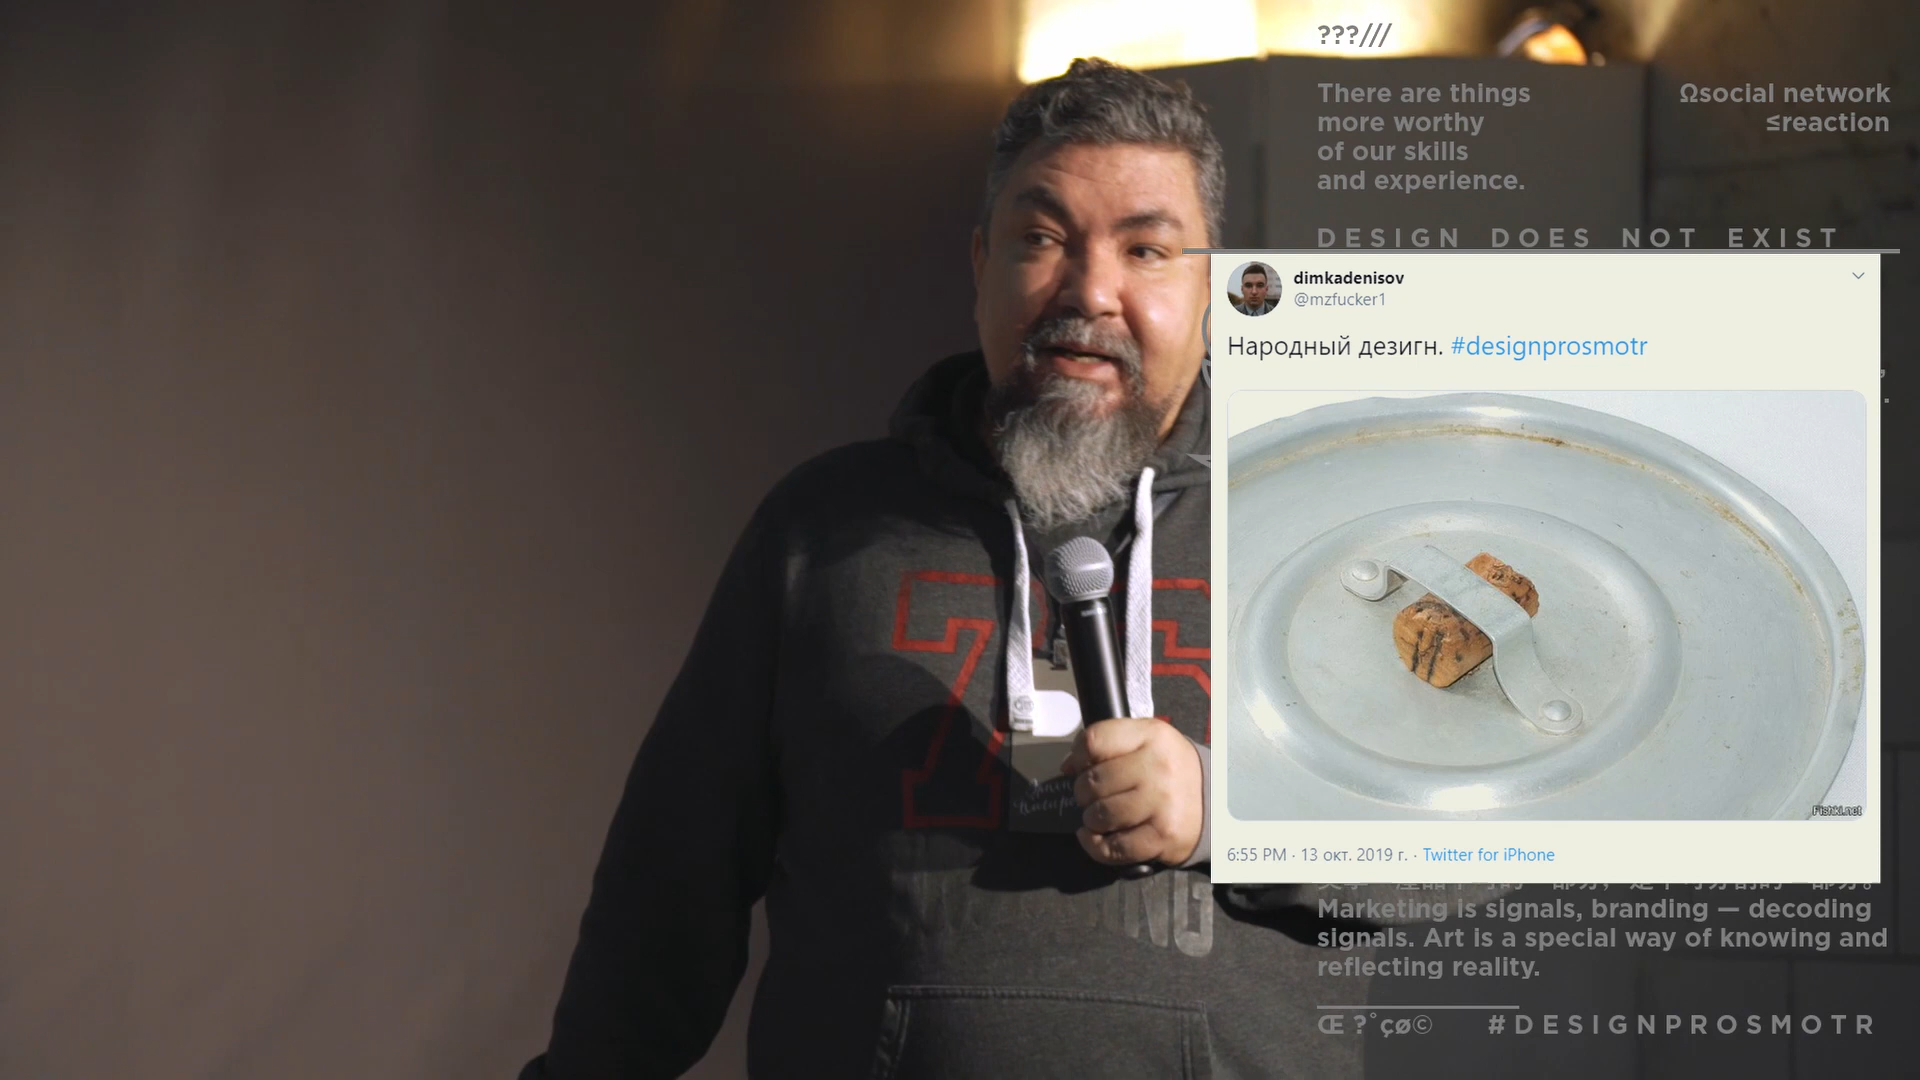 ???///
There are things
more worthy
of our skills
and experience.
Ωsocial network
≤reaction
DESIGN DOES NOT EXIST
dimkadenisov
@mzfucker1
Народный дезигн. #designprosmotr
Fishki.net
6:55 PM · 13 окт. 2019 г. · Twitter for iPhone
Marketing is signals, branding — decoding
signals. Art is a special way of knowing and
reflecting reality.
Œ ?˚çø©
#DESIGNPROSMOTR